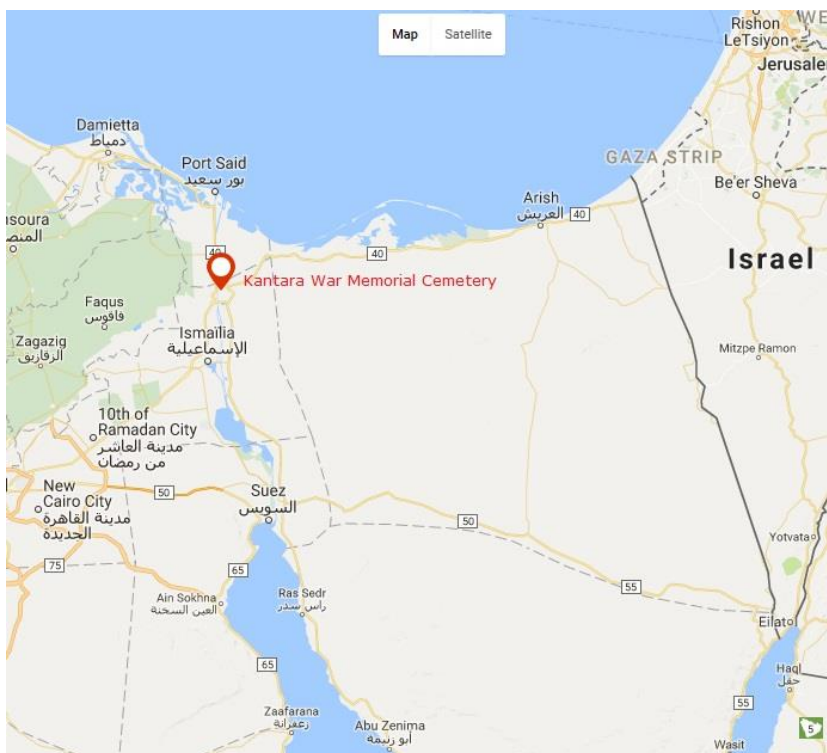 Map
Satellite
Rishon
LeTsiyon
WE
Jerusale
Damietta
دمياط
Port Said
بور سعيد
GAZA STRIP
Be'er Sheva
Arish
العريش
40
nsoura
المنص
40
40
Israel
Kantara War Memorial Cemetery
Faqus
فاقوس
Ismaïlia
الإسماعيلية
Zagazig
الزقازيق
Mitzpe Ramon
10th of
Ramadan City
مدينة العاشر
من رمضان
New
Cairo City
مدينة القاهرة
الجديدة
50
Suez
السويس
50
Yotvata
75
65
Ain Sokhna
العين السخنة
Ras Sedr
راس سدر
55
Eilat
65
Haql
حقل
55
Zaafarana
زعفرانة
Abu Zenima
أبو زنيمة
Wasit
5